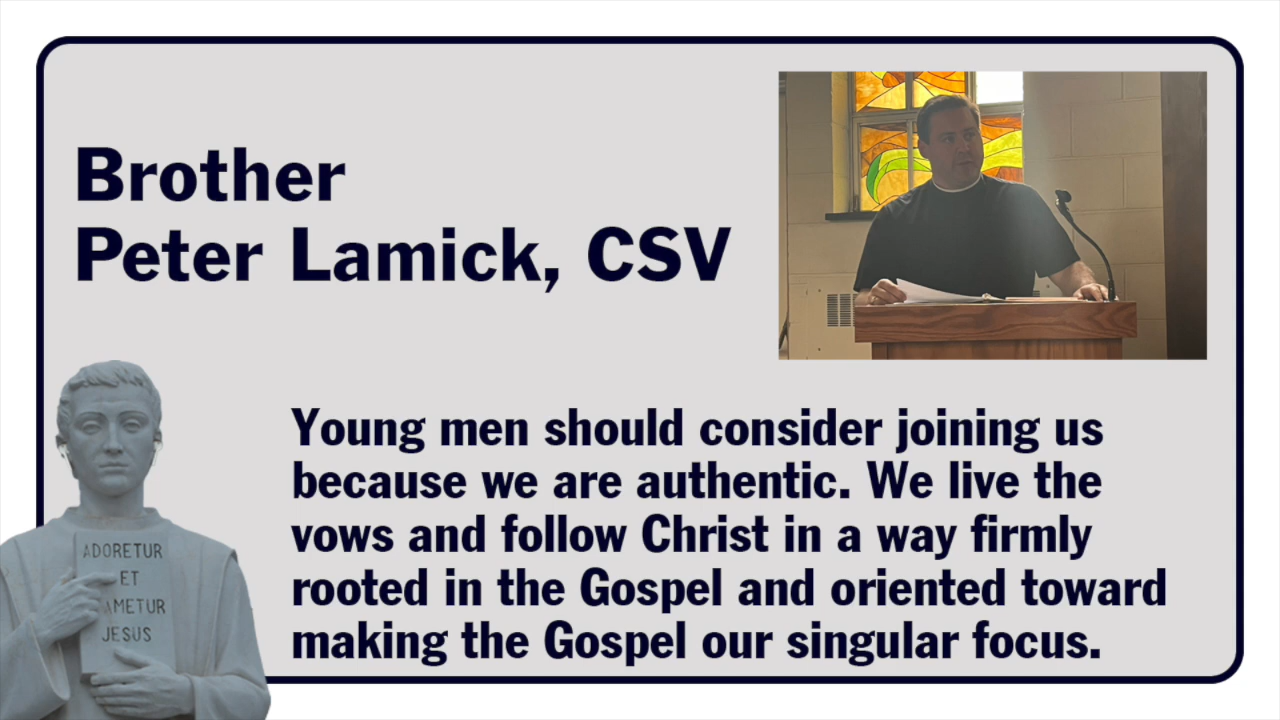 Brother
Peter Lamick, CSV
Young men should consider joining us
because we are authentic. We live the
vows and follow Christ in a way firmly
rooted in the Gospel and oriented toward
making the Gospel our singular focus.
ADORETUR
ET
AMETUR
JESUS